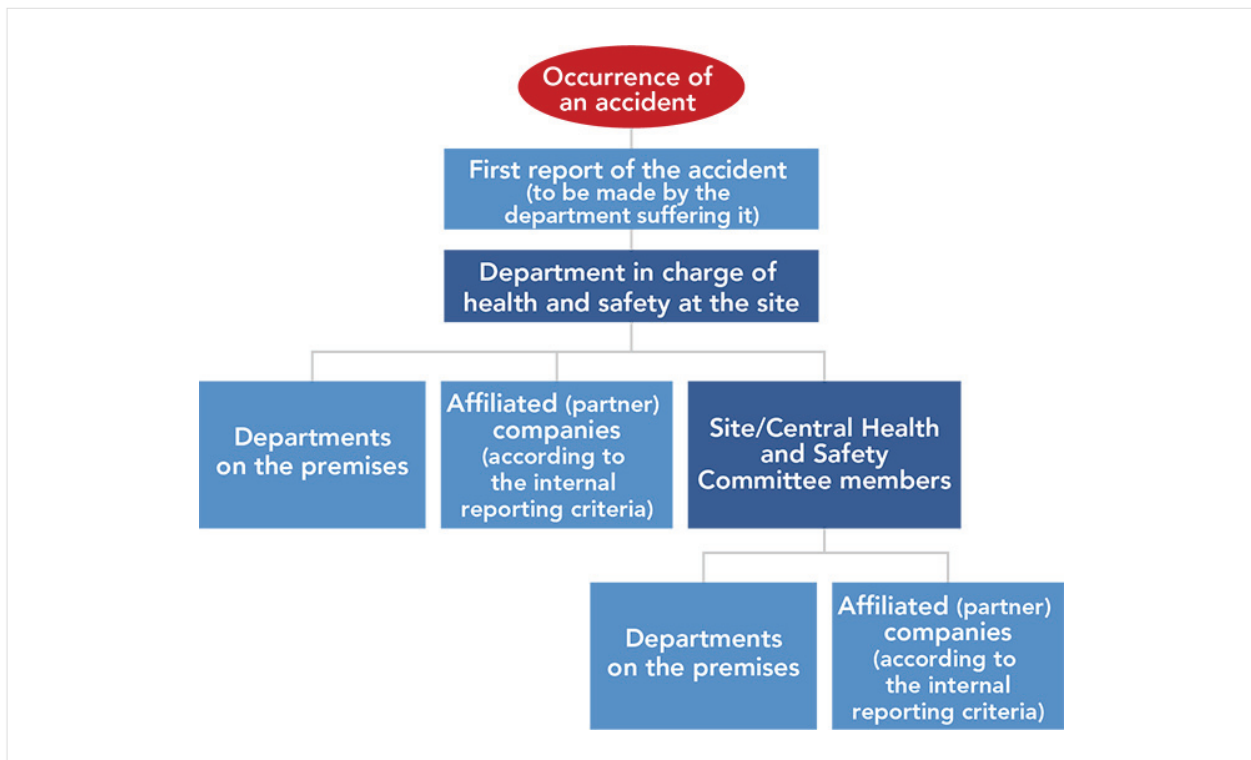 Occurrence of
an accident
First report of the accident
(to be made by the
department suffering it)
Department in charge of
health and safety at the site
Departments
on the premises
Affiliated (partner)
companies
(according to
the internal
reporting criteria)
Site/Central Health
and Safety
Committee members
Departments
on the premises
Affiliated (partner)
companies
(according to
the internal
reporting criteria)